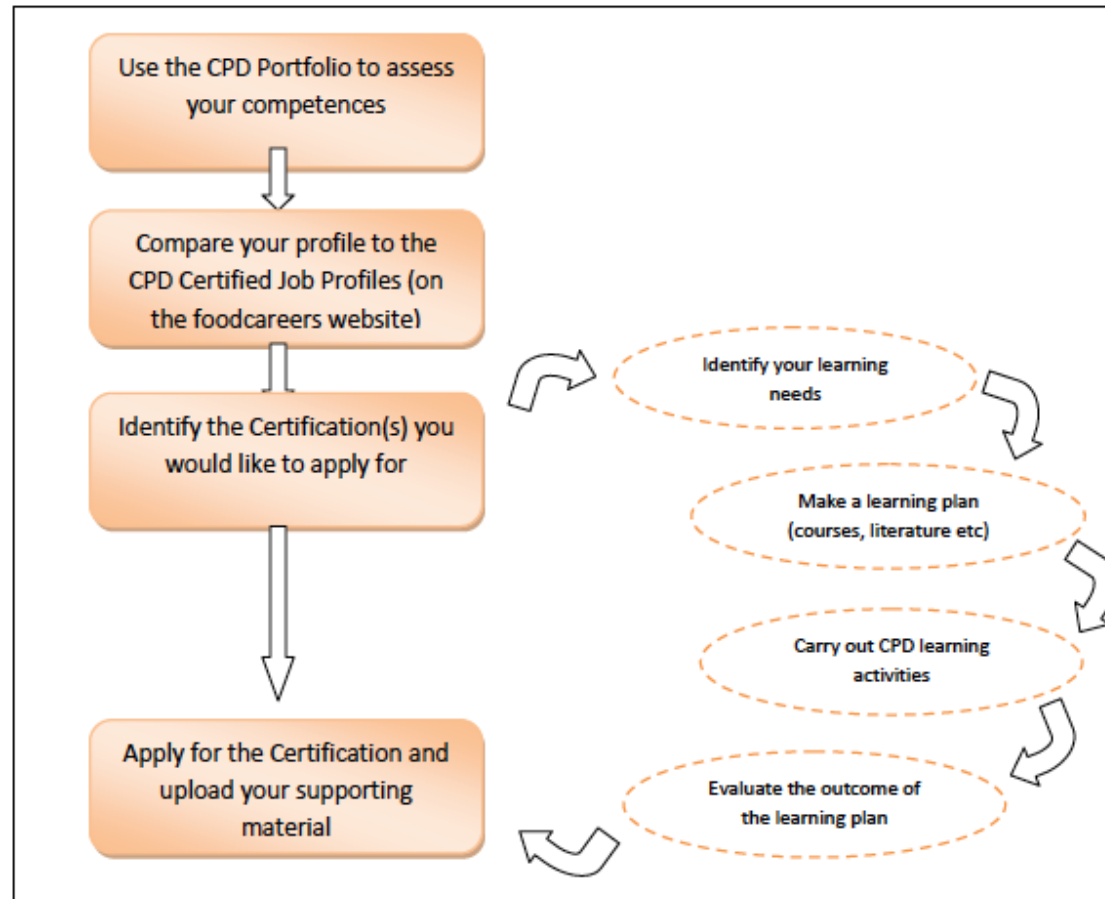 Use the CPD Portfolio to assess
your competences
Compare your profile to the
CPD Certified Job Profiles (on
the foodcareers website)
Identify the Certification(s) you
would like to apply for
Identify your learning
needs
Make a learning plan
(courses, literature etc)
Carry out CPD learning
activities
Evaluate the outcome of
the learning plan
Apply for the Certification and
upload your supporting
material